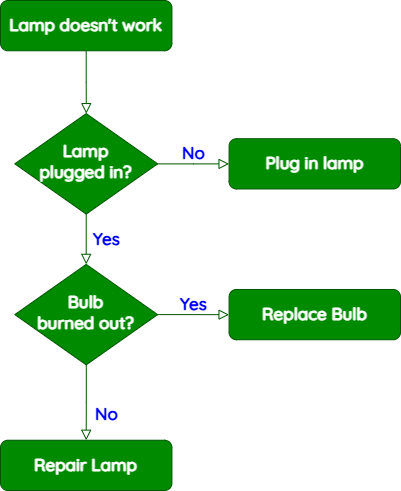 Lamp doesn't work
Lamp
plugged in?
No
Plug in lamp
Yes
Bulb
burned out?
Yes
Replace Bulb
No
Repair Lamp